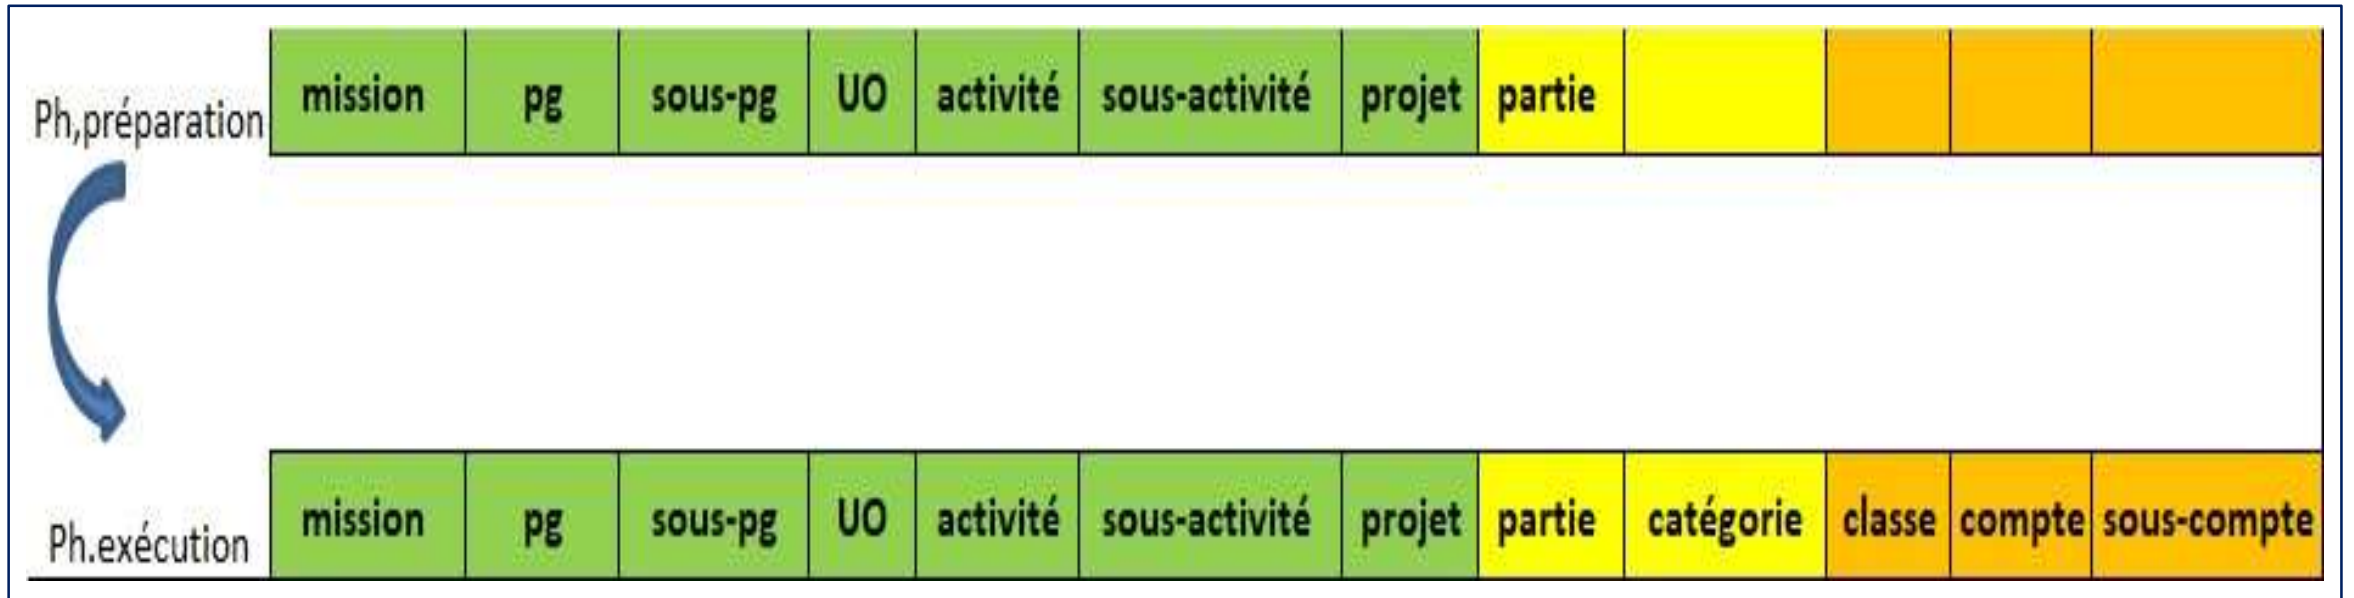 Ph,préparation mission pg sous-pg UO activité sous-activité projet partie
Ph.exécution mission pg sous-pg UO activité sous-activité projet partie catégorie classe compte sous-compte